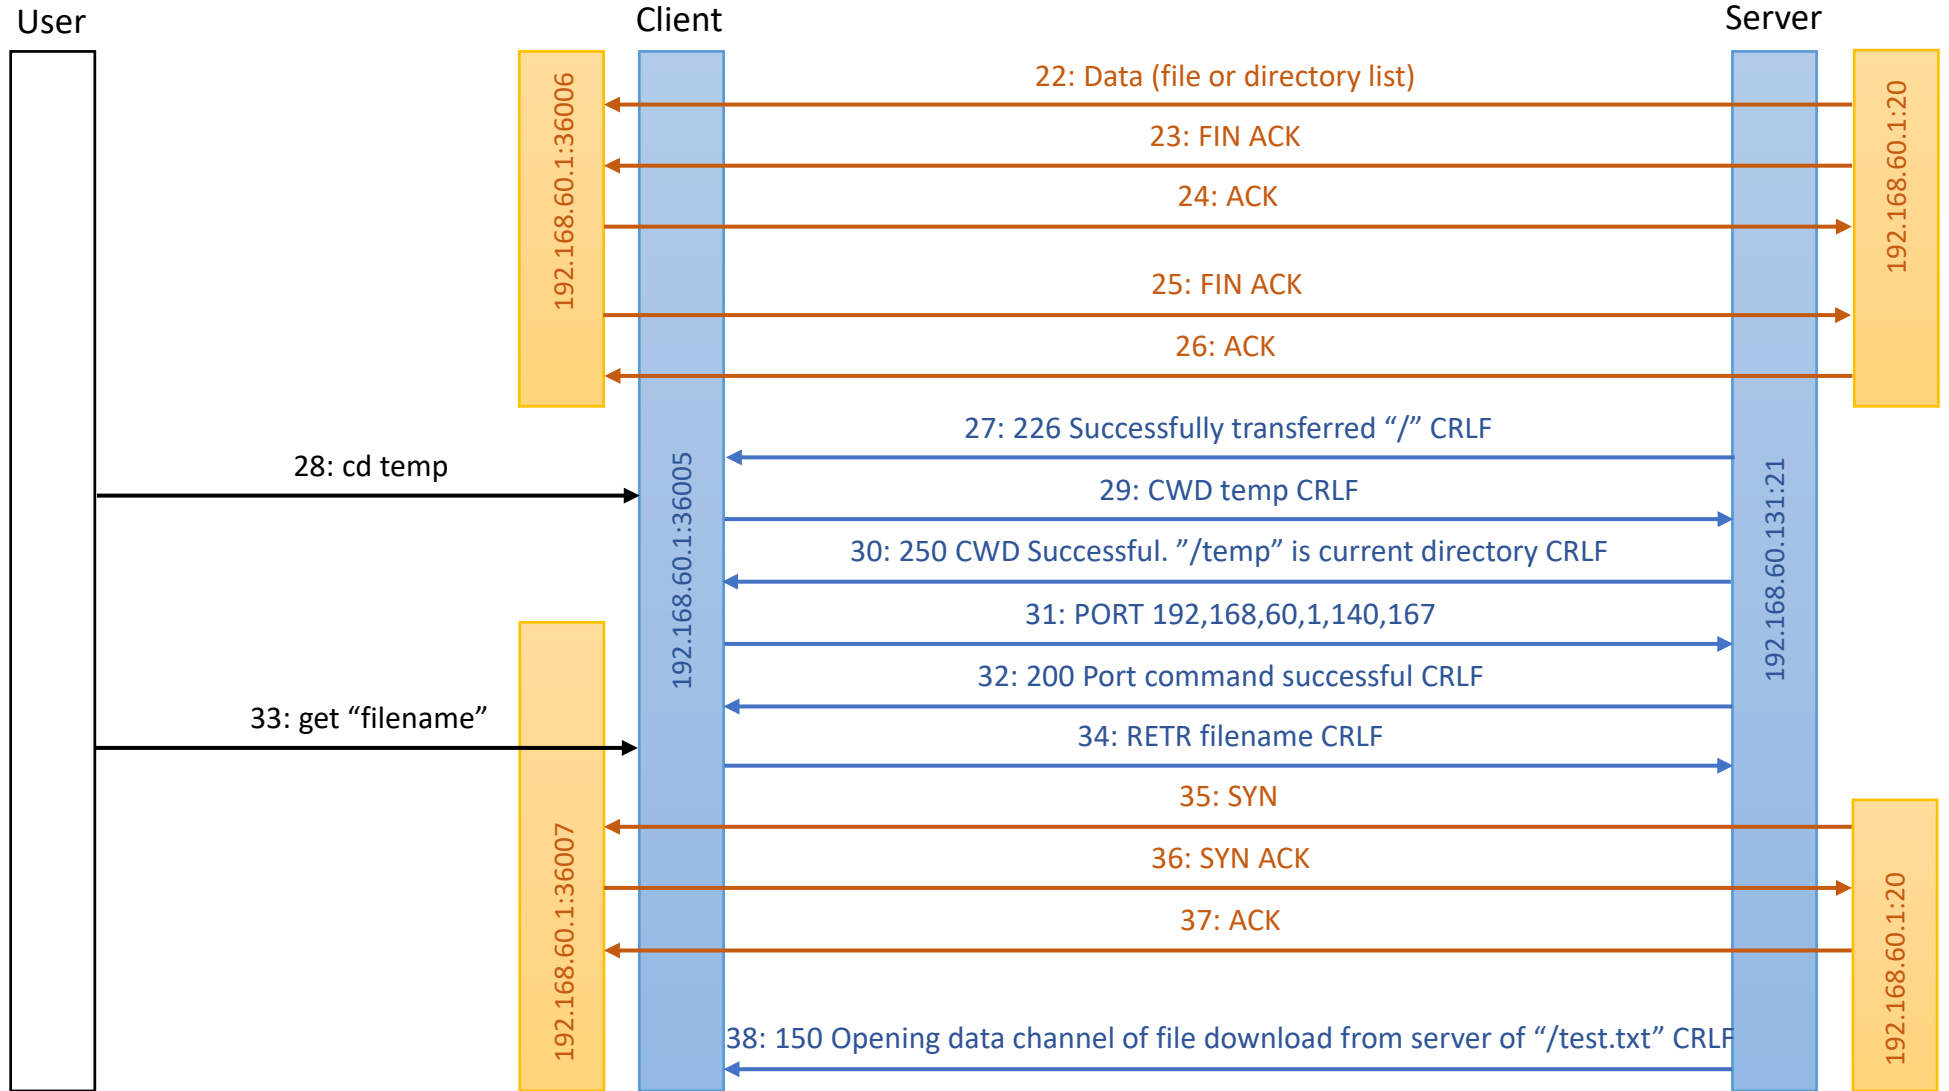 User
Client
Server
22: Data (file or directory list)
192.168.60.1:36006
192.168.60.1:20
23: FIN ACK
24: ACK
25: FIN ACK
26: ACK
27: 226 Successfully transferred “/” CRLF
28: cd temp
192.168.60.1:36005
192.168.60.131:21
29: CWD temp CRLF
30: 250 CWD Successful. ”/temp” is current directory CRLF
31: PORT 192,168,60,1,140,167
32: 200 Port command successful CRLF
33: get “filename”
34: RETR filename CRLF
35: SYN
192.168.60.1:36007
192.168.60.1:20
36: SYN ACK
37: ACK
38: 150 Opening data channel of file download from server of “/test.txt” CRLF